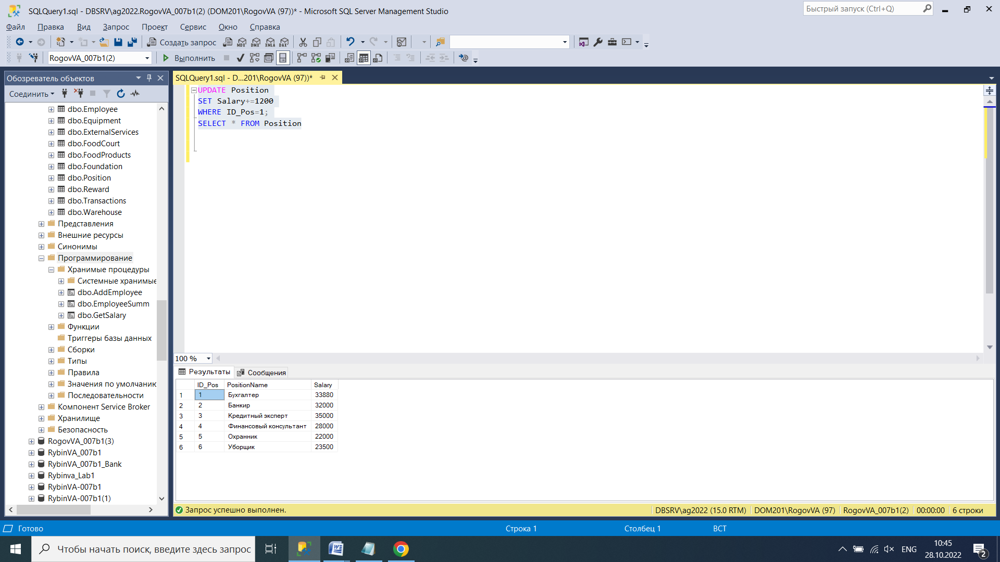 SQLQuery1.sql - DBSRV\ag2022.RogovVA_007b1(2) (DOM201\RogovVA (97))* - Microsoft SQL Server Management Studio
Быстрый запуск (Ctrl+Q)
Файл Правка Вид Запрос Проект Сервис Окно Справка
Создать запрос MDX DMX XMLA DAX
RogovVA_007b1(2) Выполнить
Обозреватель объектов
Соединить
dbo.Employee
dbo.Equipment
dbo.ExternalServices
dbo.FoodCourt
dbo.FoodProducts
dbo.Foundation
dbo.Position
dbo.Reward
dbo.Transactions
dbo.Warehouse
Представления
Внешние ресурсы
Синонимы
Программирование
Хранимые процедуры
Системные хранимые
dbo.AddEmployee
dbo.EmployeeSumm
dbo.GetSalary
Функции
Триггеры базы данных
Сборки
Типы
Правила
Значения по умолчанию
Последовательности
Компонент Service Broker
Хранилище
Безопасность
RogovVA_007b1(3)
RybinVA_007b1
RybinVA_007b1_Bank
Rybinva_Lab1
RybinVA-007b1
RybinVA-007b1(1)
SQLQuery1.sql - D...201\RogovVA (97))*
UPDATE Position
SET Salary+=1200
WHERE ID_Pos=1;
SELECT * FROM Position
100 %
Результаты Сообщения
ID_Pos PositionName Salary
1 1 Бухгалтер 33880
2 2 Банкир 32000
3 3 Кредитный эксперт 35000
4 4 Финансовый консультант 28000
5 5 Охранник 22000
6 6 Уборщик 23500
Запрос успешно выполнен. DBSRV\ag2022 (15.0 RTM) DOM201\RogovVA (97) RogovVA_007b1(2) 00:00:00 6 строки
Готово Строка 1 Столбец 1 ВСТ
Чтобы начать поиск, введите здесь запрос
ENG
10:45
28.10.2022
2